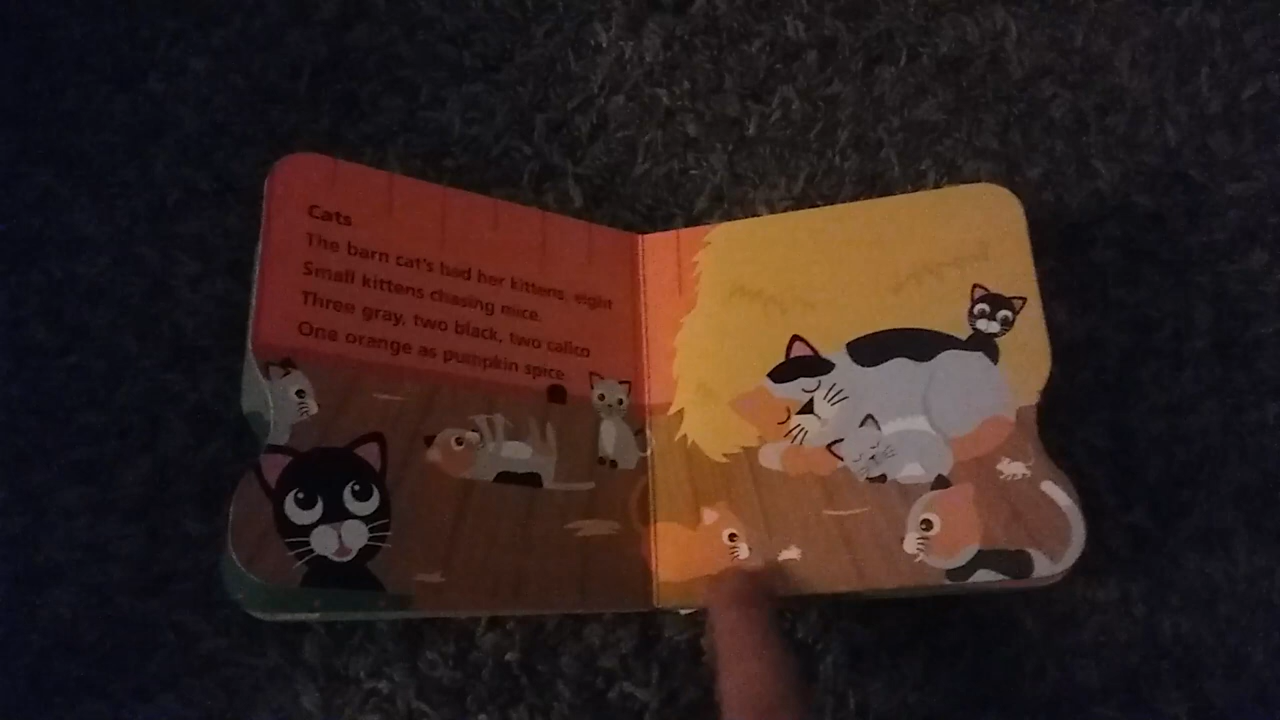 Cats
The barn cat's had her kittens, eight
Small kittens chasing mice.
Three gray, two black, two calico
One orange as pumpkin spice